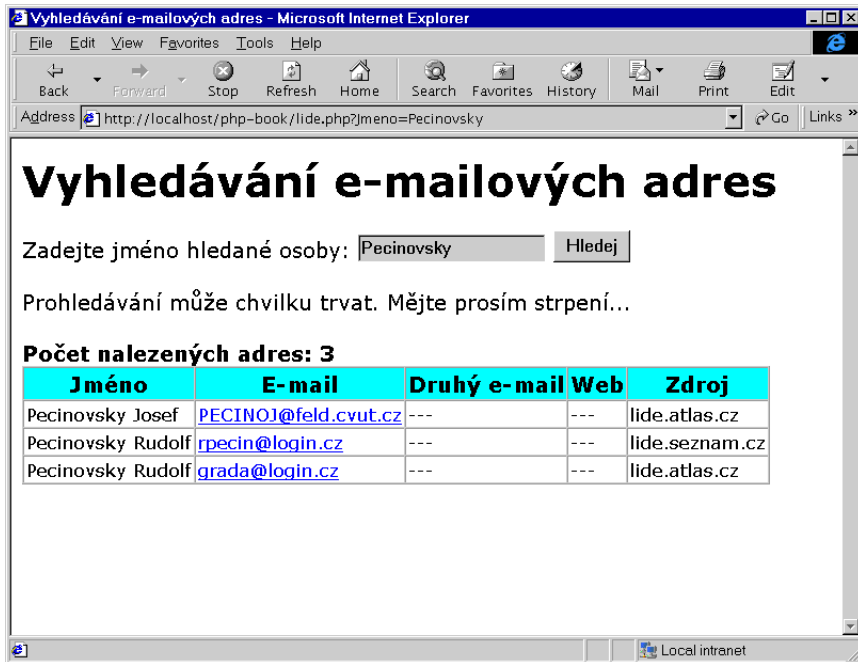 Vyhledávání e-mailových adres - Microsoft Internet Explorer
File Edit View Favorites Tools Help
Back Forward Stop Refresh Home Search Favorites History Mail Print Edit
Address http://localhost/php-book/lide.php?Jmeno=Pecinovsky Go Links »
Vyhledávání e-mailových adres
Zadejte jméno hledané osoby: Pecinovsky Hledej
Prohledávání může chvilku trvat. Mějte prosím strpení...
Počet nalezených adres: 3
Jméno E-mail Druhý e-mail Web Zdroj
Pecinovsky Josef PECINOJ@feld.cvut.cz --- --- lide.atlas.cz
Pecinovsky Rudolf rpecin@login.cz --- --- lide.seznam.cz
Pecinovsky Rudolf grada@login.cz --- --- lide.atlas.cz
Local intranet